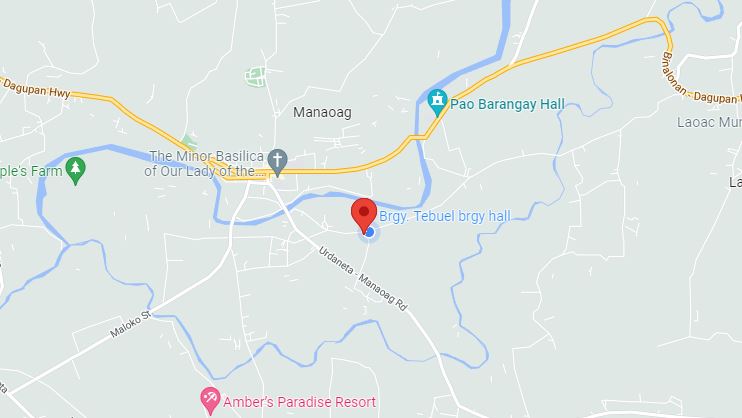 Dagupan Hwy
Manaoag
Pao Barangay Hall
Binalonan - Dagupan H
Laoac Mun
The Minor Basilica
of Our Lady of the....
ple's Farm
La
Brgy. Tebuel brgy hall
Urdaneta - Manaoag Rd
Maloko St
Amber's Paradise Resort